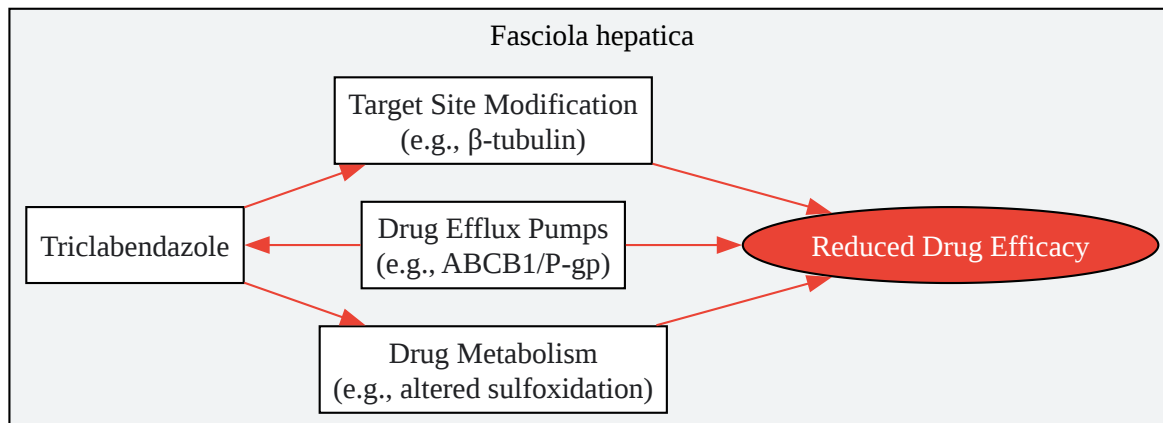 Fasciola hepatica
Target Site Modification
(e.g., β-tubulin)
Triclabendazole
Drug Efflux Pumps
(e.g., ABCB1/P-gp)
Reduced Drug Efficacy
Drug Metabolism
(e.g., altered sulfoxidation)